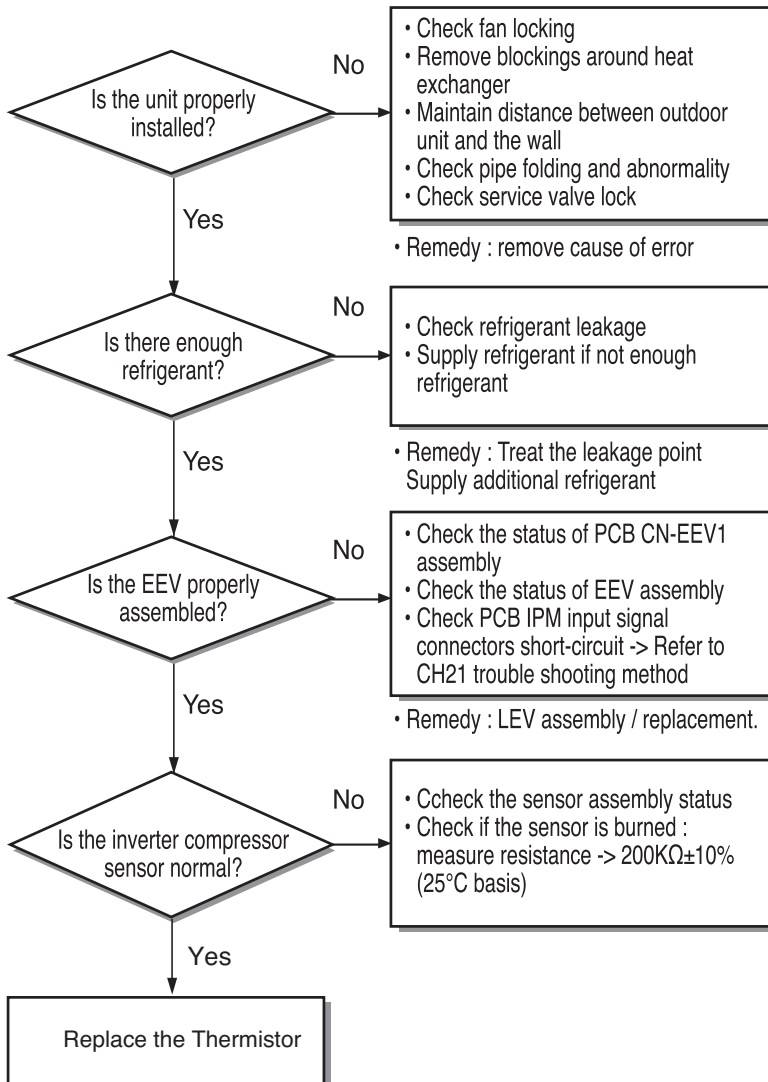 Is the unit properly
installed?
No
• Check fan locking
• Remove blockings around heat
exchanger
• Maintain distance between outdoor
unit and the wall
• Check pipe folding and abnormality
• Check service valve lock
• Remedy : remove cause of error
Yes
Is there enough
refrigerant?
No
• Check refrigerant leakage
• Supply refrigerant if not enough
refrigerant
• Remedy : Treat the leakage point
Supply additional refrigerant
Yes
Is the EEV properly
assembled?
No
• Check the status of PCB CN-EEV1
assembly
• Check the status of EEV assembly
• Check PCB IPM input signal
connectors short-circuit -> Refer to
CH21 trouble shooting method
• Remedy : LEV assembly / replacement.
Yes
Is the inverter compressor
sensor normal?
No
• Ccheck the sensor assembly status
• Check if the sensor is burned :
measure resistance -> 200KΩ±10%
(25°C basis)
Yes
Replace the Thermistor